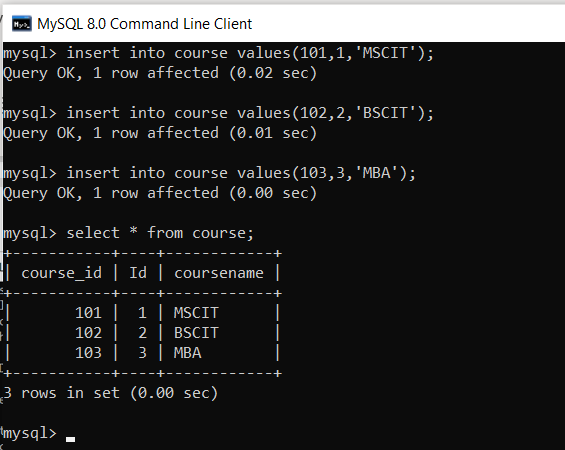 MySQL 8.0 Command Line Client
mysql> insert into course values(101,1,'MSCIT');
Query OK, 1 row affected (0.02 sec)
mysql> insert into course values(102,2,'BSCIT');
Query OK, 1 row affected (0.01 sec)
mysql> insert into course values(103,3,'MBA');
Query OK, 1 row affected (0.00 sec)
mysql> select * from course;
+-----------+----+------------+
| course_id | Id | coursename |
+-----------+----+------------+
|       101 |  1 | MSCIT      |
|       102 |  2 | BSCIT      |
|       103 |  3 | MBA        |
+-----------+----+------------+
3 rows in set (0.00 sec)
mysql>